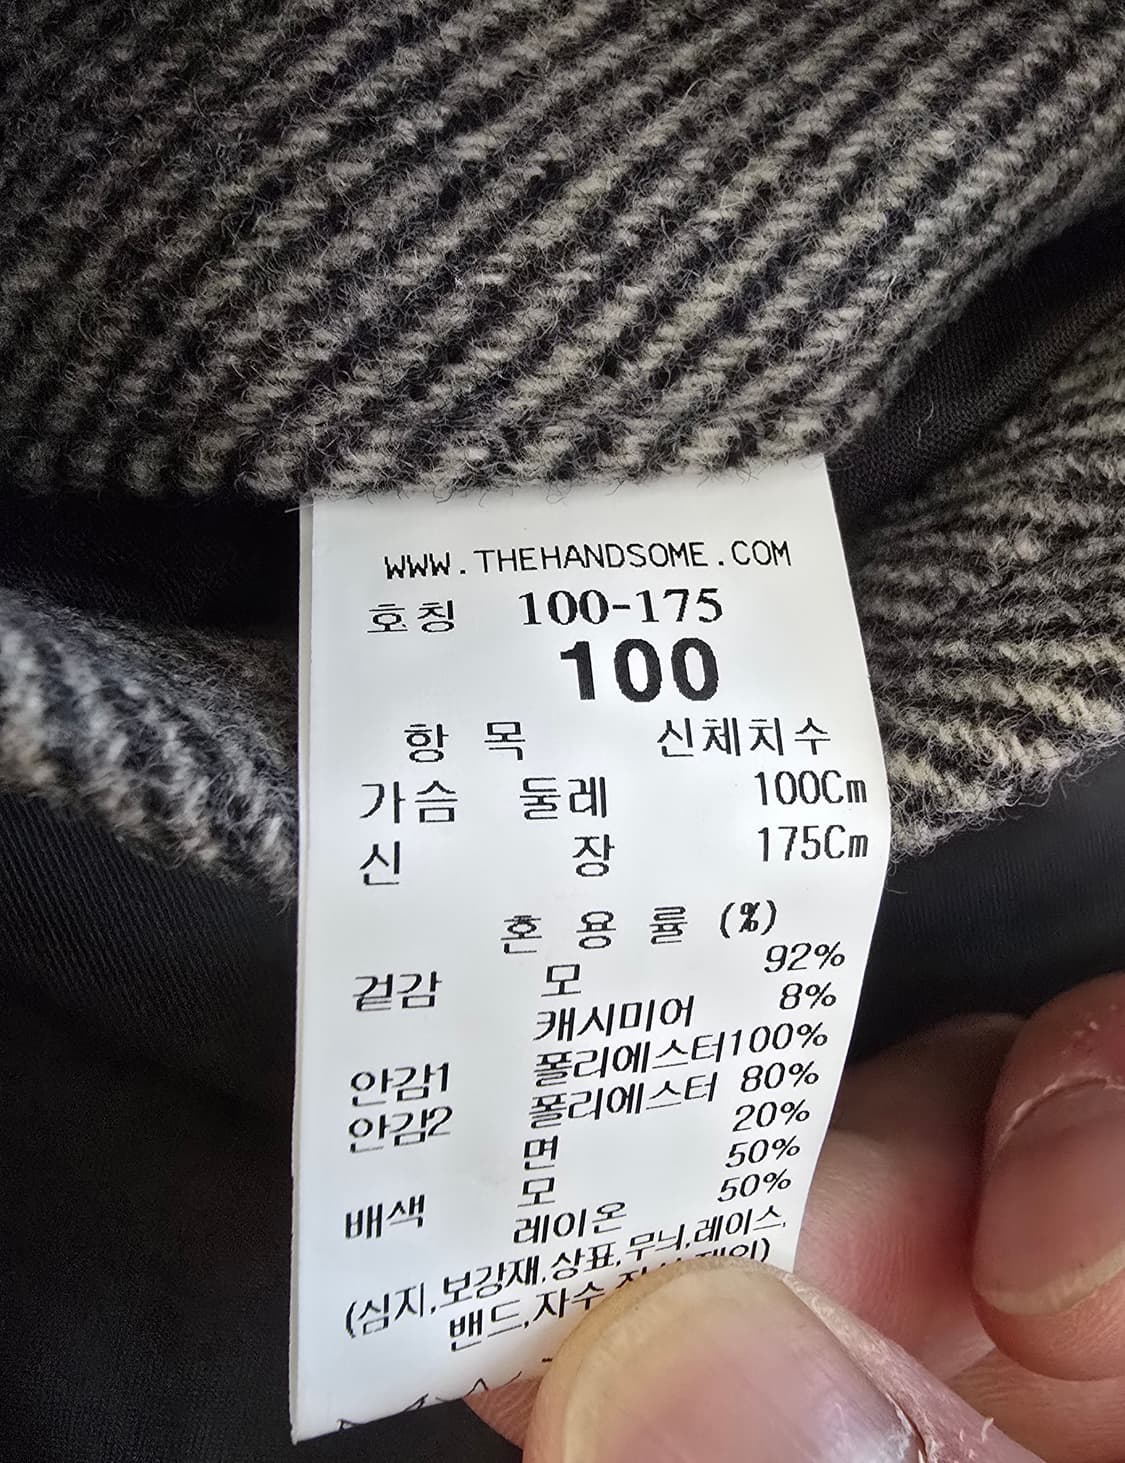 WWW.THEHANDSOME.COM
호칭 100-175
100
항 목 신체치수
가슴 둘레 100Cm
신 장 175Cm
혼 용 률 (%)
겉감 모 92%
캐시미어 8%
안감1 폴리에스터100%
안감2 폴리에스터 80%
면 20%
배색 모 50%
레이온 50%
(심지,보강재,상표,무늬,레이스,
밴드,자수 제외)